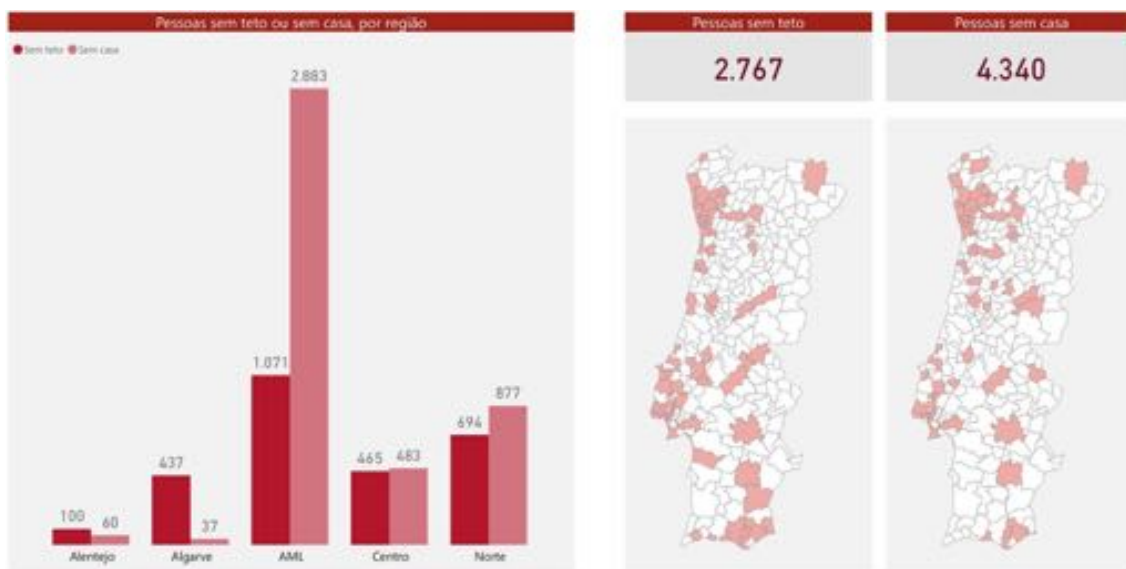 Pessoas sem teto ou sem casa, por região
Sem teto Sem casa
2.883
1.071
877
694
465 483
437
100 60 37
Alentejo Algarve AML Centro Norte
Pessoas sem teto
2.767
Pessoas sem casa
4.340